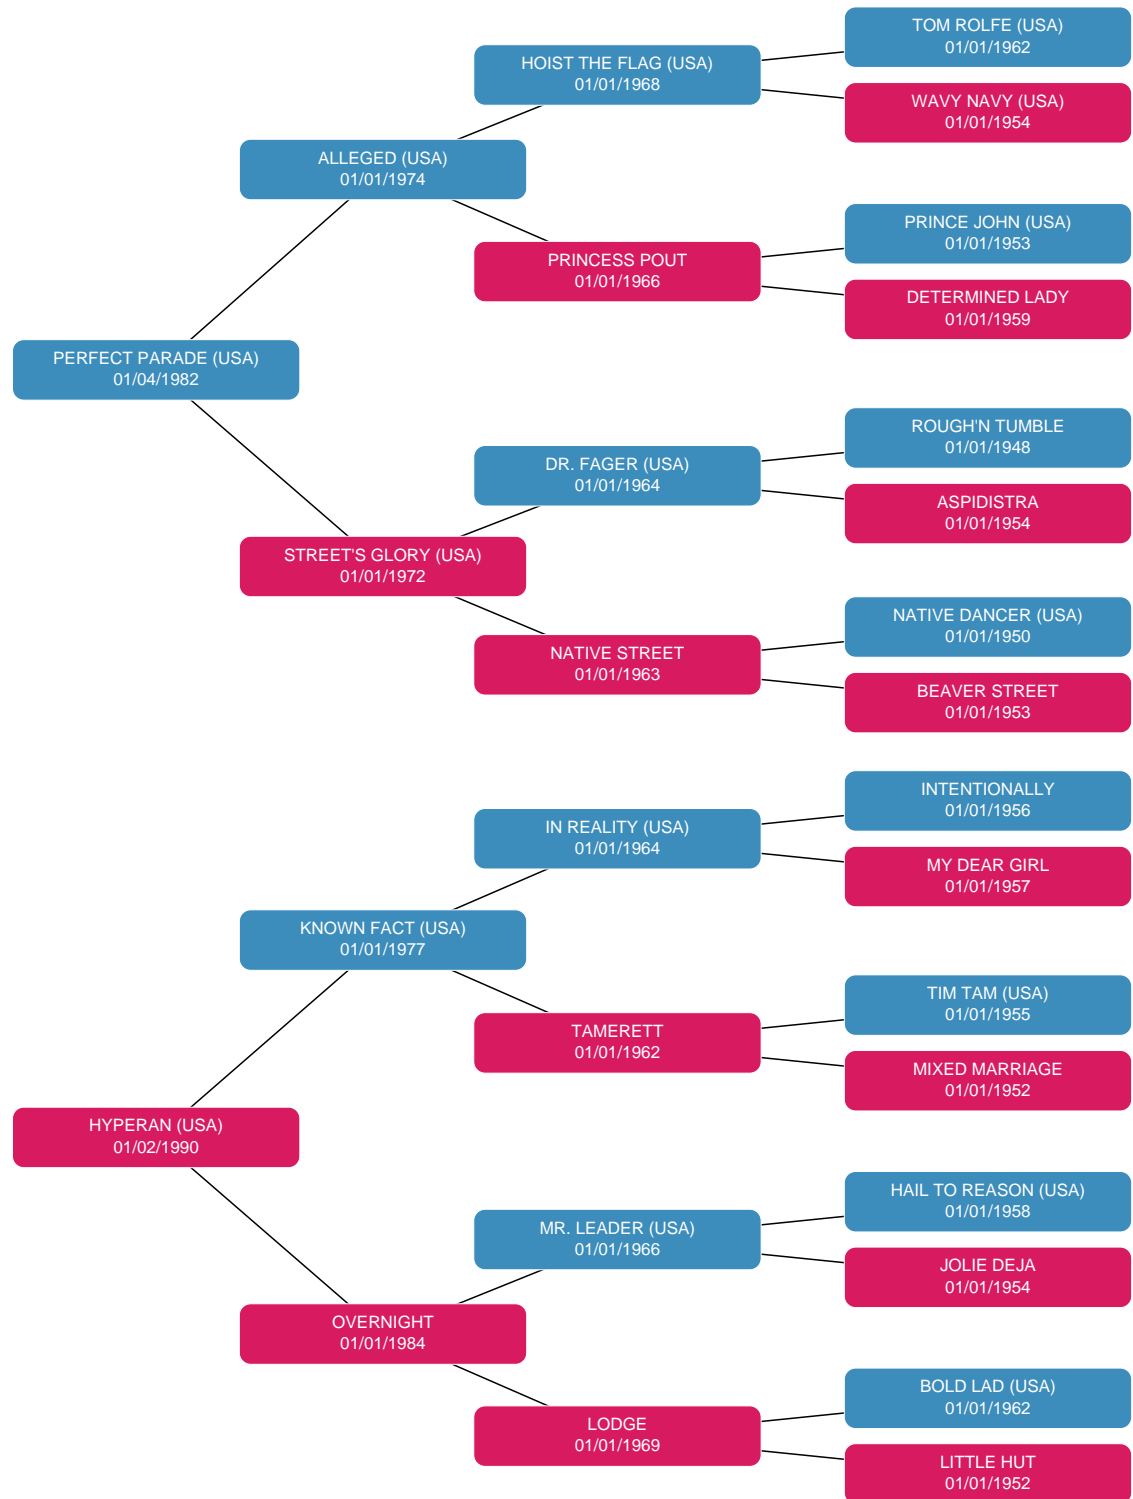 TOM ROLFE (USA)
01/01/1962
HOIST THE FLAG (USA)
01/01/1968
WAVY NAVY (USA)
01/01/1954
ALLEGED (USA)
01/01/1974
PRINCE JOHN (USA)
01/01/1953
PRINCESS POUT
01/01/1966
DETERMINED LADY
01/01/1959
PERFECT PARADE (USA)
01/04/1982
ROUGH'N TUMBLE
01/01/1948
DR. FAGER (USA)
01/01/1964
ASPIDISTRA
01/01/1954
STREET'S GLORY (USA)
01/01/1972
NATIVE DANCER (USA)
01/01/1950
NATIVE STREET
01/01/1963
BEAVER STREET
01/01/1953
INTENTIONALLY
01/01/1956
IN REALITY (USA)
01/01/1964
MY DEAR GIRL
01/01/1957
KNOWN FACT (USA)
01/01/1977
TIM TAM (USA)
01/01/1955
TAMERETT
01/01/1962
MIXED MARRIAGE
01/01/1952
HYPERAN (USA)
01/02/1990
HAIL TO REASON (USA)
01/01/1958
MR. LEADER (USA)
01/01/1966
JOLIE DEJA
01/01/1954
OVERNIGHT
01/01/1984
BOLD LAD (USA)
01/01/1962
LODGE
01/01/1969
LITTLE HUT
01/01/1952